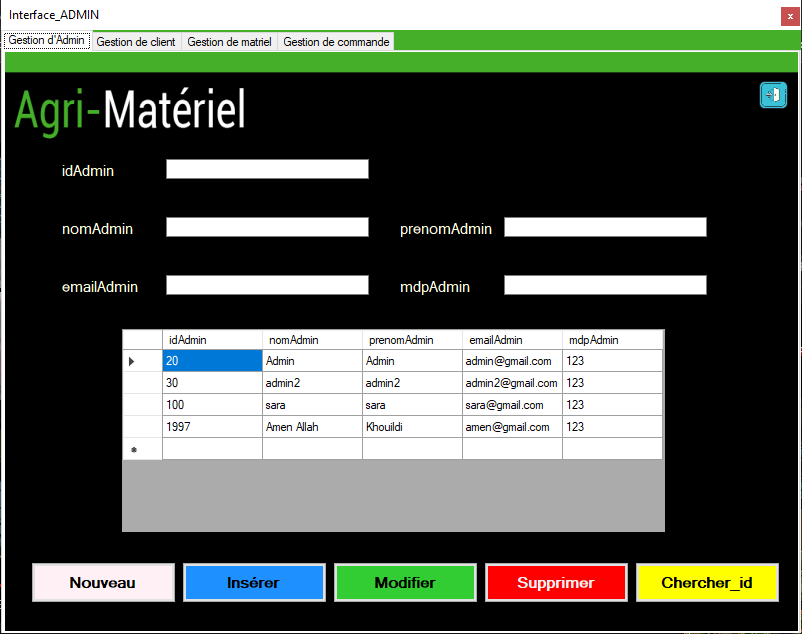 Interface_ADMIN
x
Gestion d'Admin Gestion de client Gestion de matriel Gestion de commande
Agri-Matériel
idAdmin
nomAdmin prenomAdmin
emailAdmin mdpAdmin
idAdmin nomAdmin prenomAdmin emailAdmin mdpAdmin
20 Admin Admin admin@gmail.com 123
30 admin2 admin2 admin2@gmail.com 123
100 sara sara sara@gmail.com 123
1997 Amen Allah Khouildi amen@gmail.com 123
Nouveau Insérer Modifier Supprimer Chercher_id